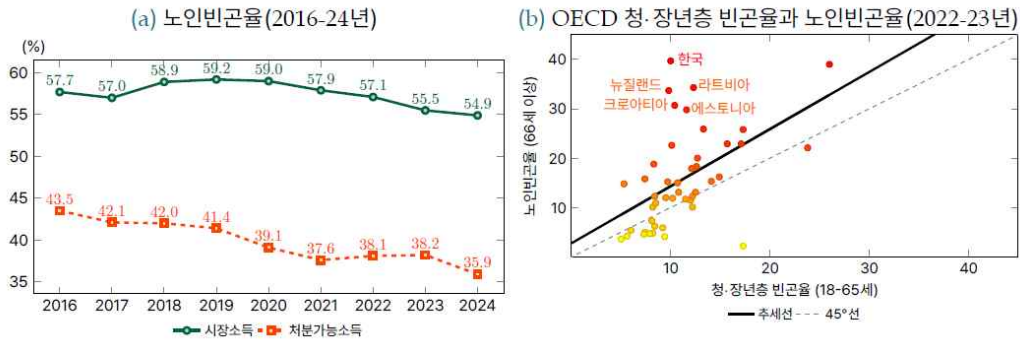 (a) 노인빈곤율(2016-24년)
(%)
60
55
50
45
40
35
57.7
57.0
58.9
59.2
59.0
57.9
57.1
55.5
54.9
43.5
42.1
42.0
41.4
39.1
37.6
38.1
38.2
35.9
2016 2017 2018 2019 2020 2021 2022 2023 2024
시장소득 처분가능소득
(b) OECD 청·장년층 빈곤율과 노인빈곤율(2022-23년)
노인빈곤율 (66세 이상)
40
30
20
10
한국
뉴질랜드
라트비아
크로아티아
에스토니아
10 20 30 40
청·장년층 빈곤율 (18-65세)
추세선 45°선